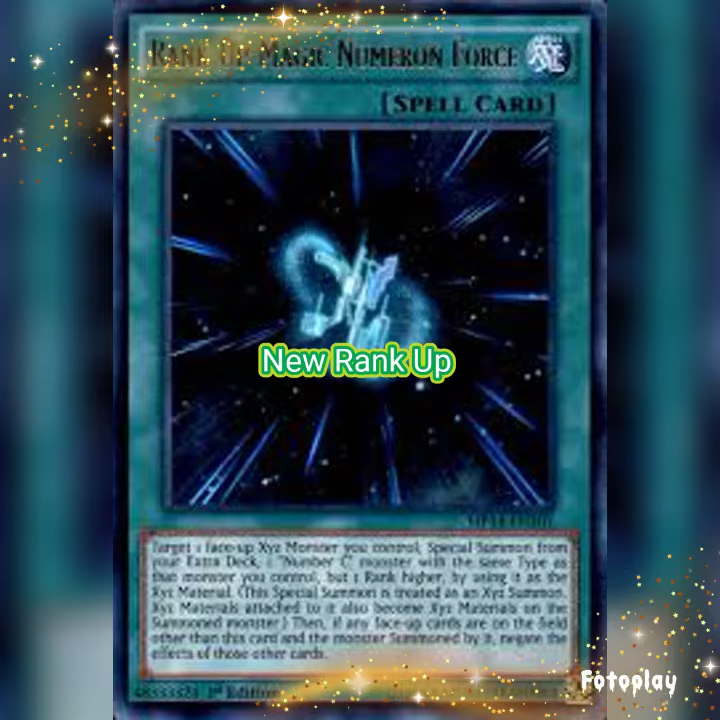 RANK-UP-MAGIC NUMERON FORCE
[SPELL CARD]
New Rank Up
Target 1 face-up Xyz Monster you control; Special Summon from
your Extra Deck, 1 "Number C" monster with the same Type as
that monster you control, but 1 Rank higher, by using it as the
Xyz Material. (This Special Summon is treated as an Xyz Summon.
Xyz Materials attached to it also become Xyz Materials on the
Summoned monster.) Then, if any face-up cards are on the field
other than this card and the monster Summoned by it, negate the
effects of those other cards.
1st Edition
Fotoplay